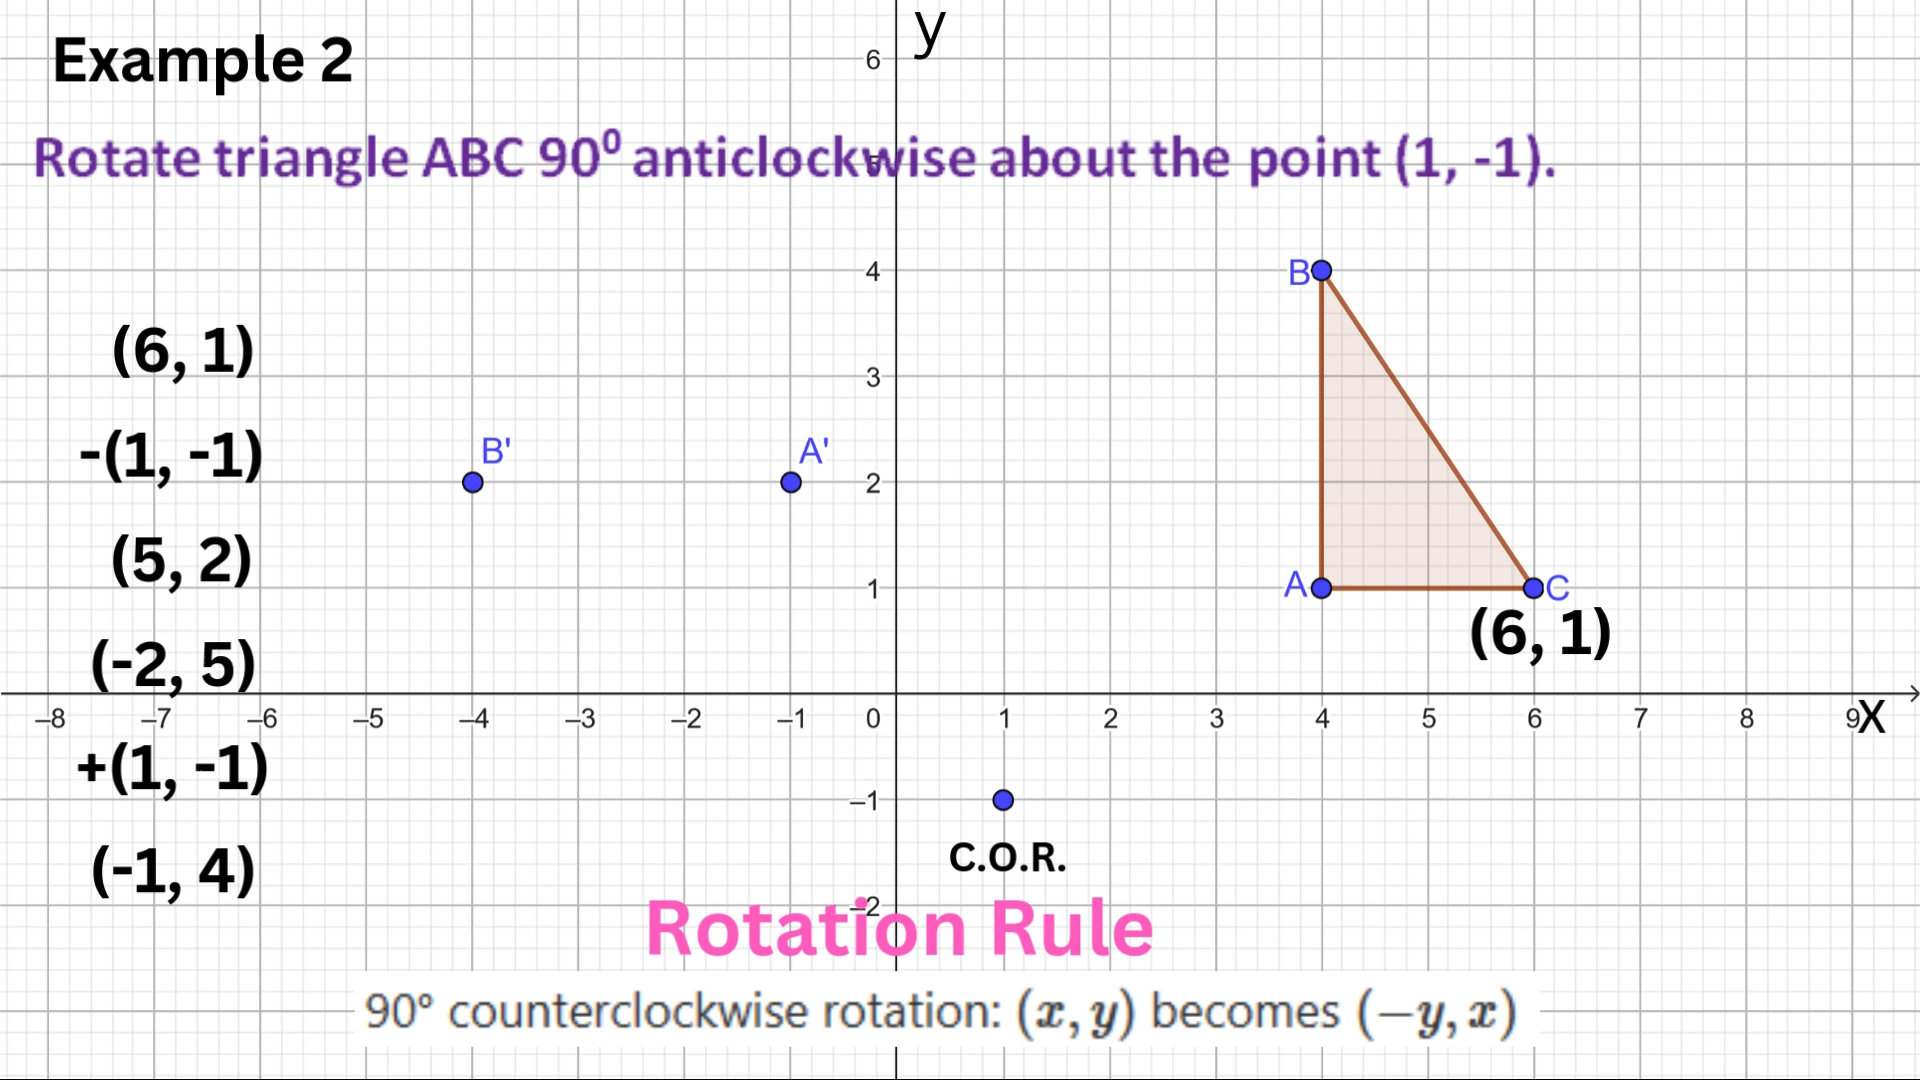 y
Example 2
6
Rotate triangle ABC 90⁰ anticlockwise about the point (1, -1).
5
B
4
(6, 1)
3
-(1, -1)
B'
A'
2
(5, 2)
A
C
1
(6, 1)
(-2, 5)
–8 –7 –6 –5 –4 –3 –2 –1 0 1 2 3 4 5 6 7 8 9 X
+(1, -1)
–1
C.O.R.
(-1, 4)
–2
Rotation Rule
90° counterclockwise rotation: (x, y) becomes (−y, x)